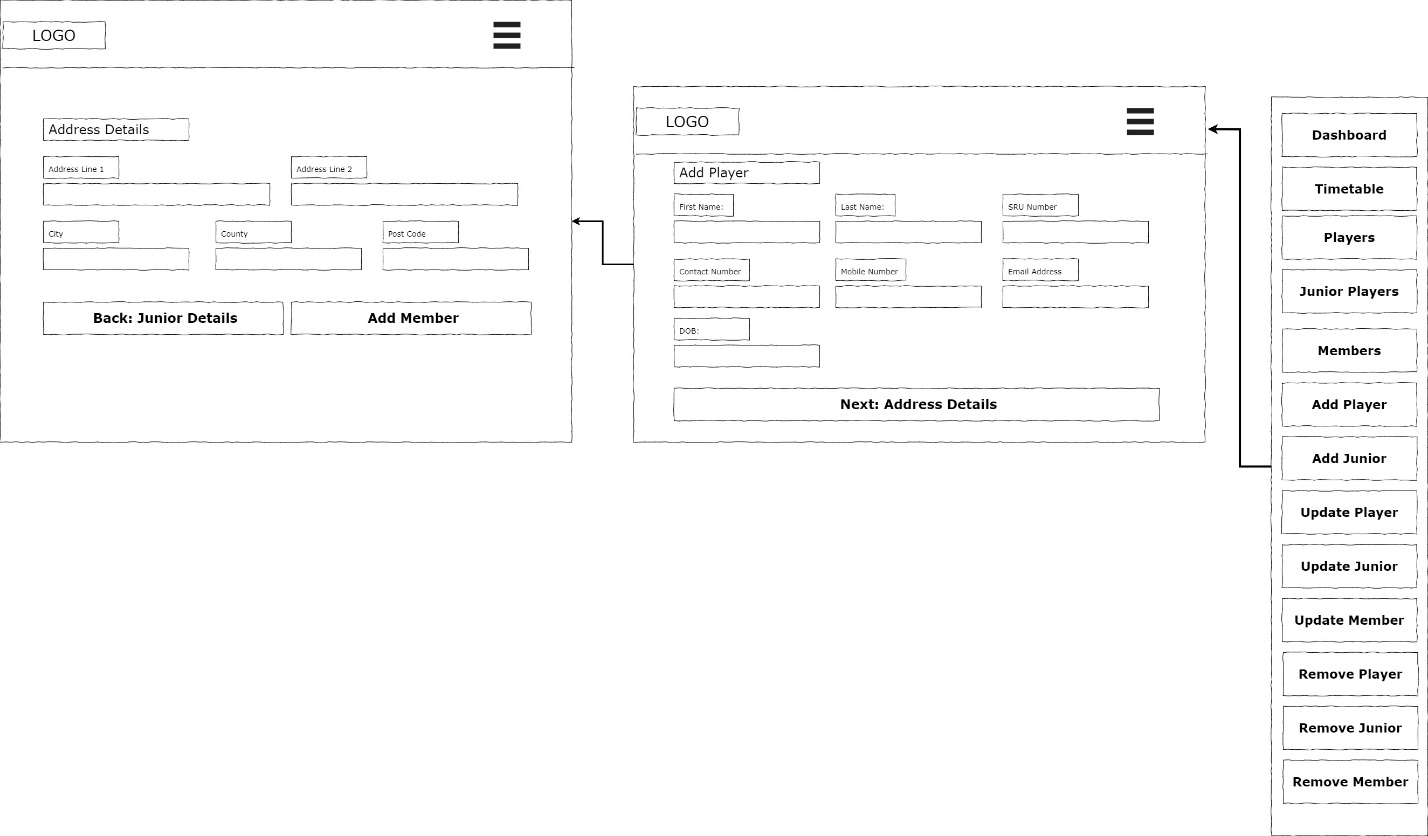 LOGO
Address Details
Address Line 1
Address Line 2
City
County
Post Code
Back: Junior Details
Add Member
LOGO
Add Player
First Name:
Last Name:
SRU Number
Contact Number
Mobile Number
Email Address
DOB:
Next: Address Details
Dashboard
Timetable
Players
Junior Players
Members
Add Player
Add Junior
Update Player
Update Junior
Update Member
Remove Player
Remove Junior
Remove Member